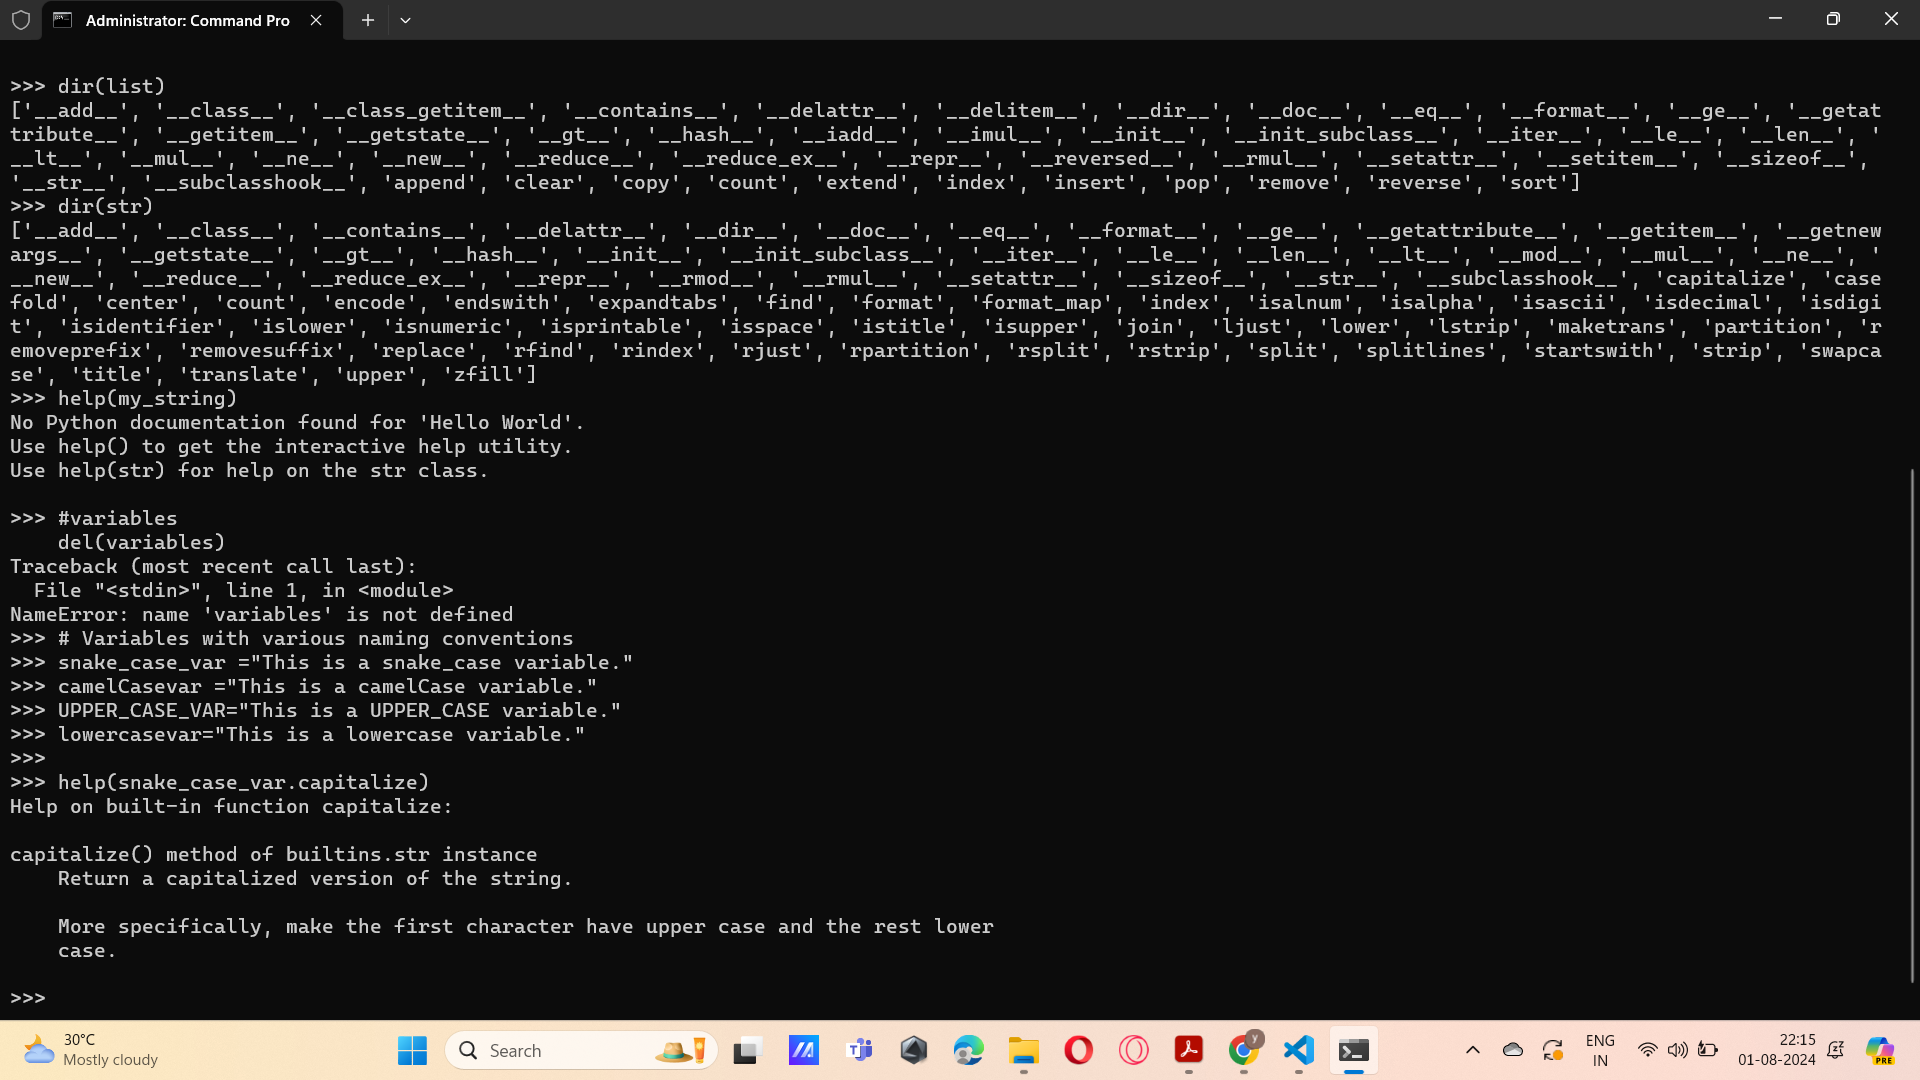 Administrator: Command Pro
>>> dir(list)
['__add__', '__class__', '__class_getitem__', '__contains__', '__delattr__', '__delitem__', '__dir__', '__doc__', '__eq__', '__format__', '__ge__', '__getat
tribute__', '__getitem__', '__getstate__', '__gt__', '__hash__', '__iadd__', '__imul__', '__init__', '__init_subclass__', '__iter__', '__le__', '__len__', '
__lt__', '__mul__', '__ne__', '__new__', '__reduce__', '__reduce_ex__', '__repr__', '__reversed__', '__rmul__', '__setattr__', '__setitem__', '__sizeof__',
'__str__', '__subclasshook__', 'append', 'clear', 'copy', 'count', 'extend', 'index', 'insert', 'pop', 'remove', 'reverse', 'sort']
>>> dir(str)
['__add__', '__class__', '__contains__', '__delattr__', '__dir__', '__doc__', '__eq__', '__format__', '__ge__', '__getattribute__', '__getitem__', '__getnew
args__', '__getstate__', '__gt__', '__hash__', '__init__', '__init_subclass__', '__iter__', '__le__', '__len__', '__lt__', '__mod__', '__mul__', '__ne__', '
__new__', '__reduce__', '__reduce_ex__', '__repr__', '__rmod__', '__rmul__', '__setattr__', '__sizeof__', '__str__', '__subclasshook__', 'capitalize', 'case
fold', 'center', 'count', 'encode', 'endswith', 'expandtabs', 'find', 'format', 'format_map', 'index', 'isalnum', 'isalpha', 'isascii', 'isdecimal', 'isdigi
t', 'isidentifier', 'islower', 'isnumeric', 'isprintable', 'isspace', 'istitle', 'isupper', 'join', 'ljust', 'lower', 'lstrip', 'maketrans', 'partition', 'r
emoveprefix', 'removesuffix', 'replace', 'rfind', 'rindex', 'rjust', 'rpartition', 'rsplit', 'rstrip', 'split', 'splitlines', 'startswith', 'strip', 'swapca
se', 'title', 'translate', 'upper', 'zfill']
>>> help(my_string)
No Python documentation found for 'Hello World'.
Use help() to get the interactive help utility.
Use help(str) for help on the str class.
>>> #variables
    del(variables)
Traceback (most recent call last):
  File "<stdin>", line 1, in <module>
NameError: name 'variables' is not defined
>>> # Variables with various naming conventions
>>> snake_case_var ="This is a snake_case variable."
>>> camelCasevar ="This is a camelCase variable."
>>> UPPER_CASE_VAR="This is a UPPER_CASE variable."
>>> lowercasevar="This is a lowercase variable."
>>>
>>> help(snake_case_var.capitalize)
Help on built-in function capitalize:
capitalize() method of builtins.str instance
    Return a capitalized version of the string.
    More specifically, make the first character have upper case and the rest lower
    case.
>>>
30°C
Mostly cloudy
Search
y
ENG
IN
22:15
01-08-2024
PRE